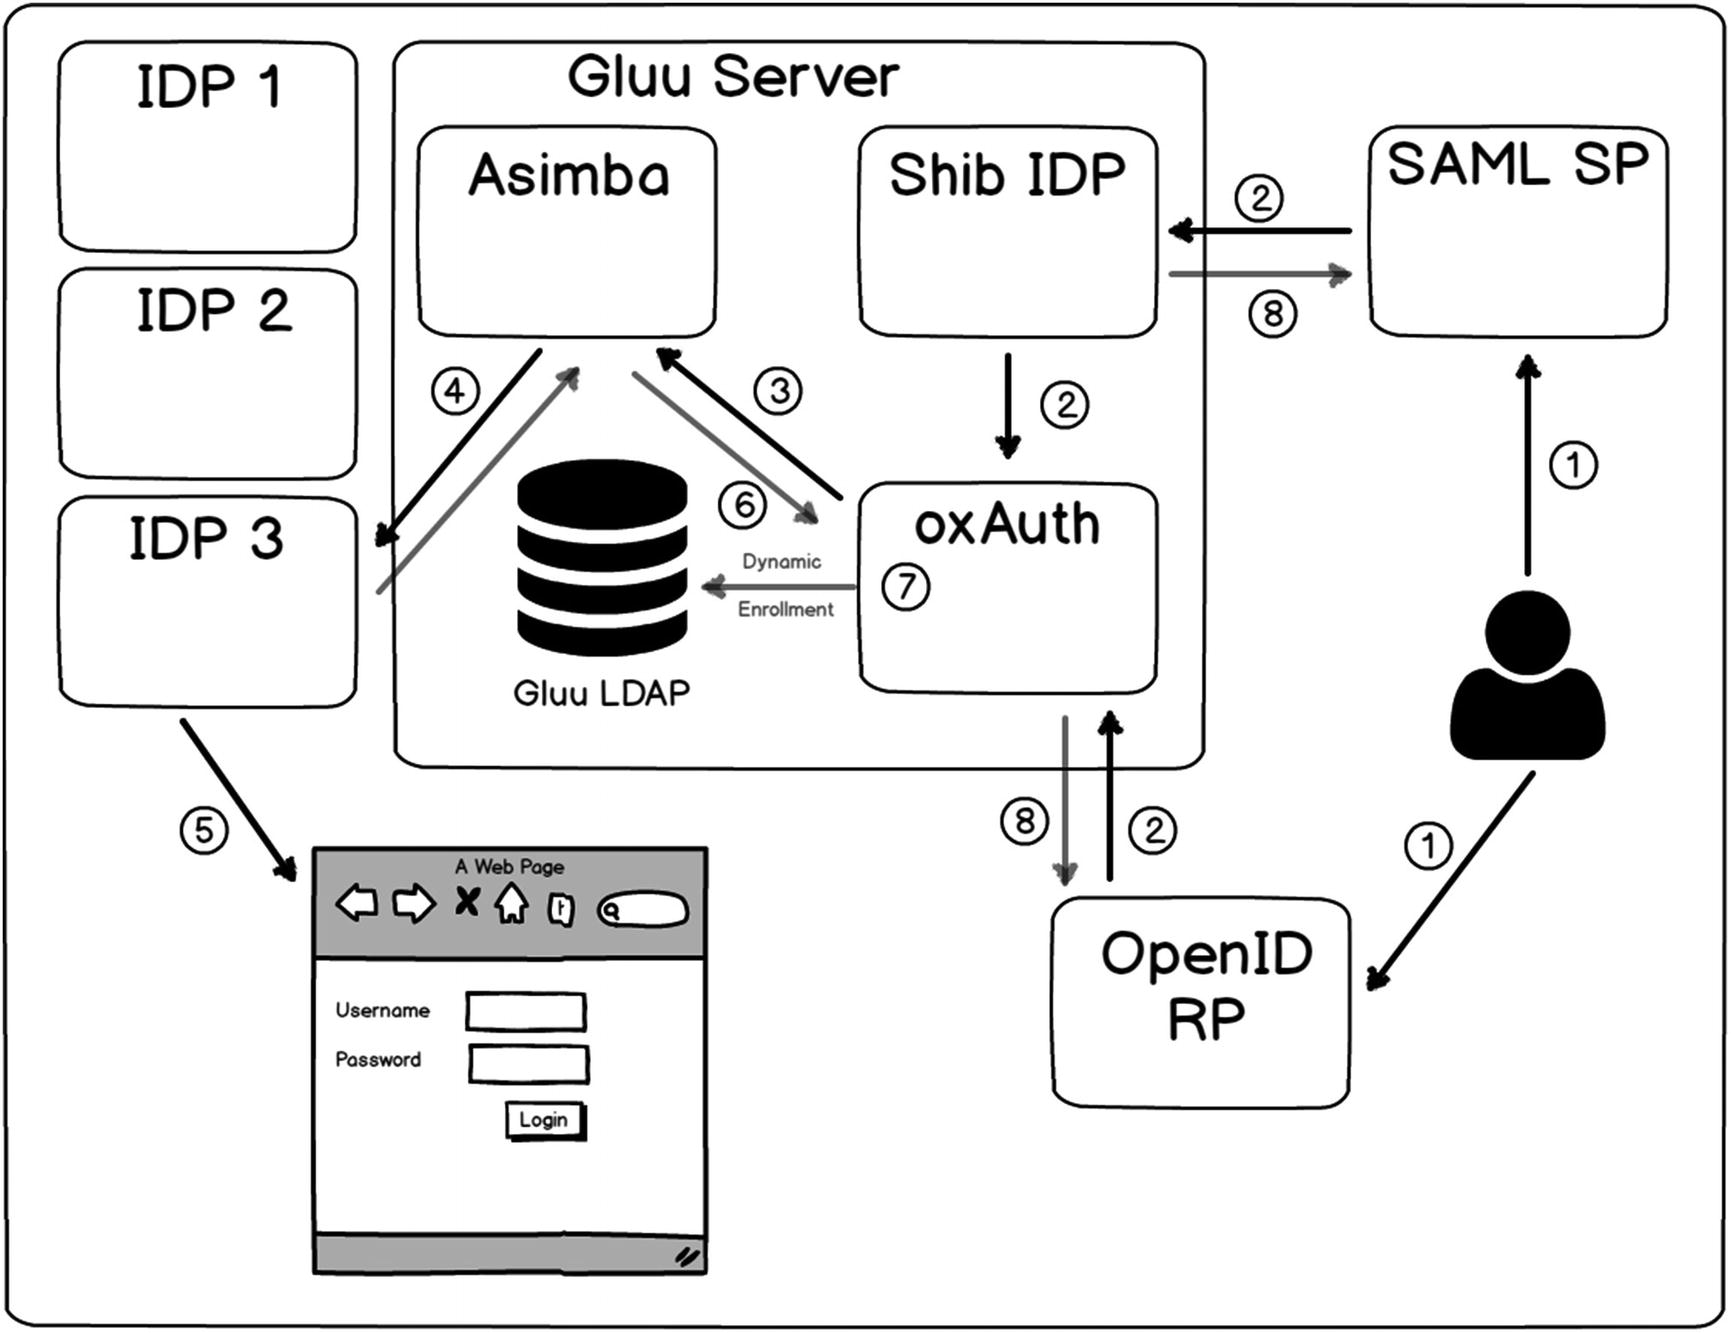 IDP 1
IDP 2
IDP 3
Gluu Server
Asimba
Shib IDP
SAML SP
2
8
4
3
2
1
6
oxAuth
7
Dynamic
Enrollment
Gluu LDAP
5
8
2
1
OpenID
RP
A Web Page
Username
Password
Login